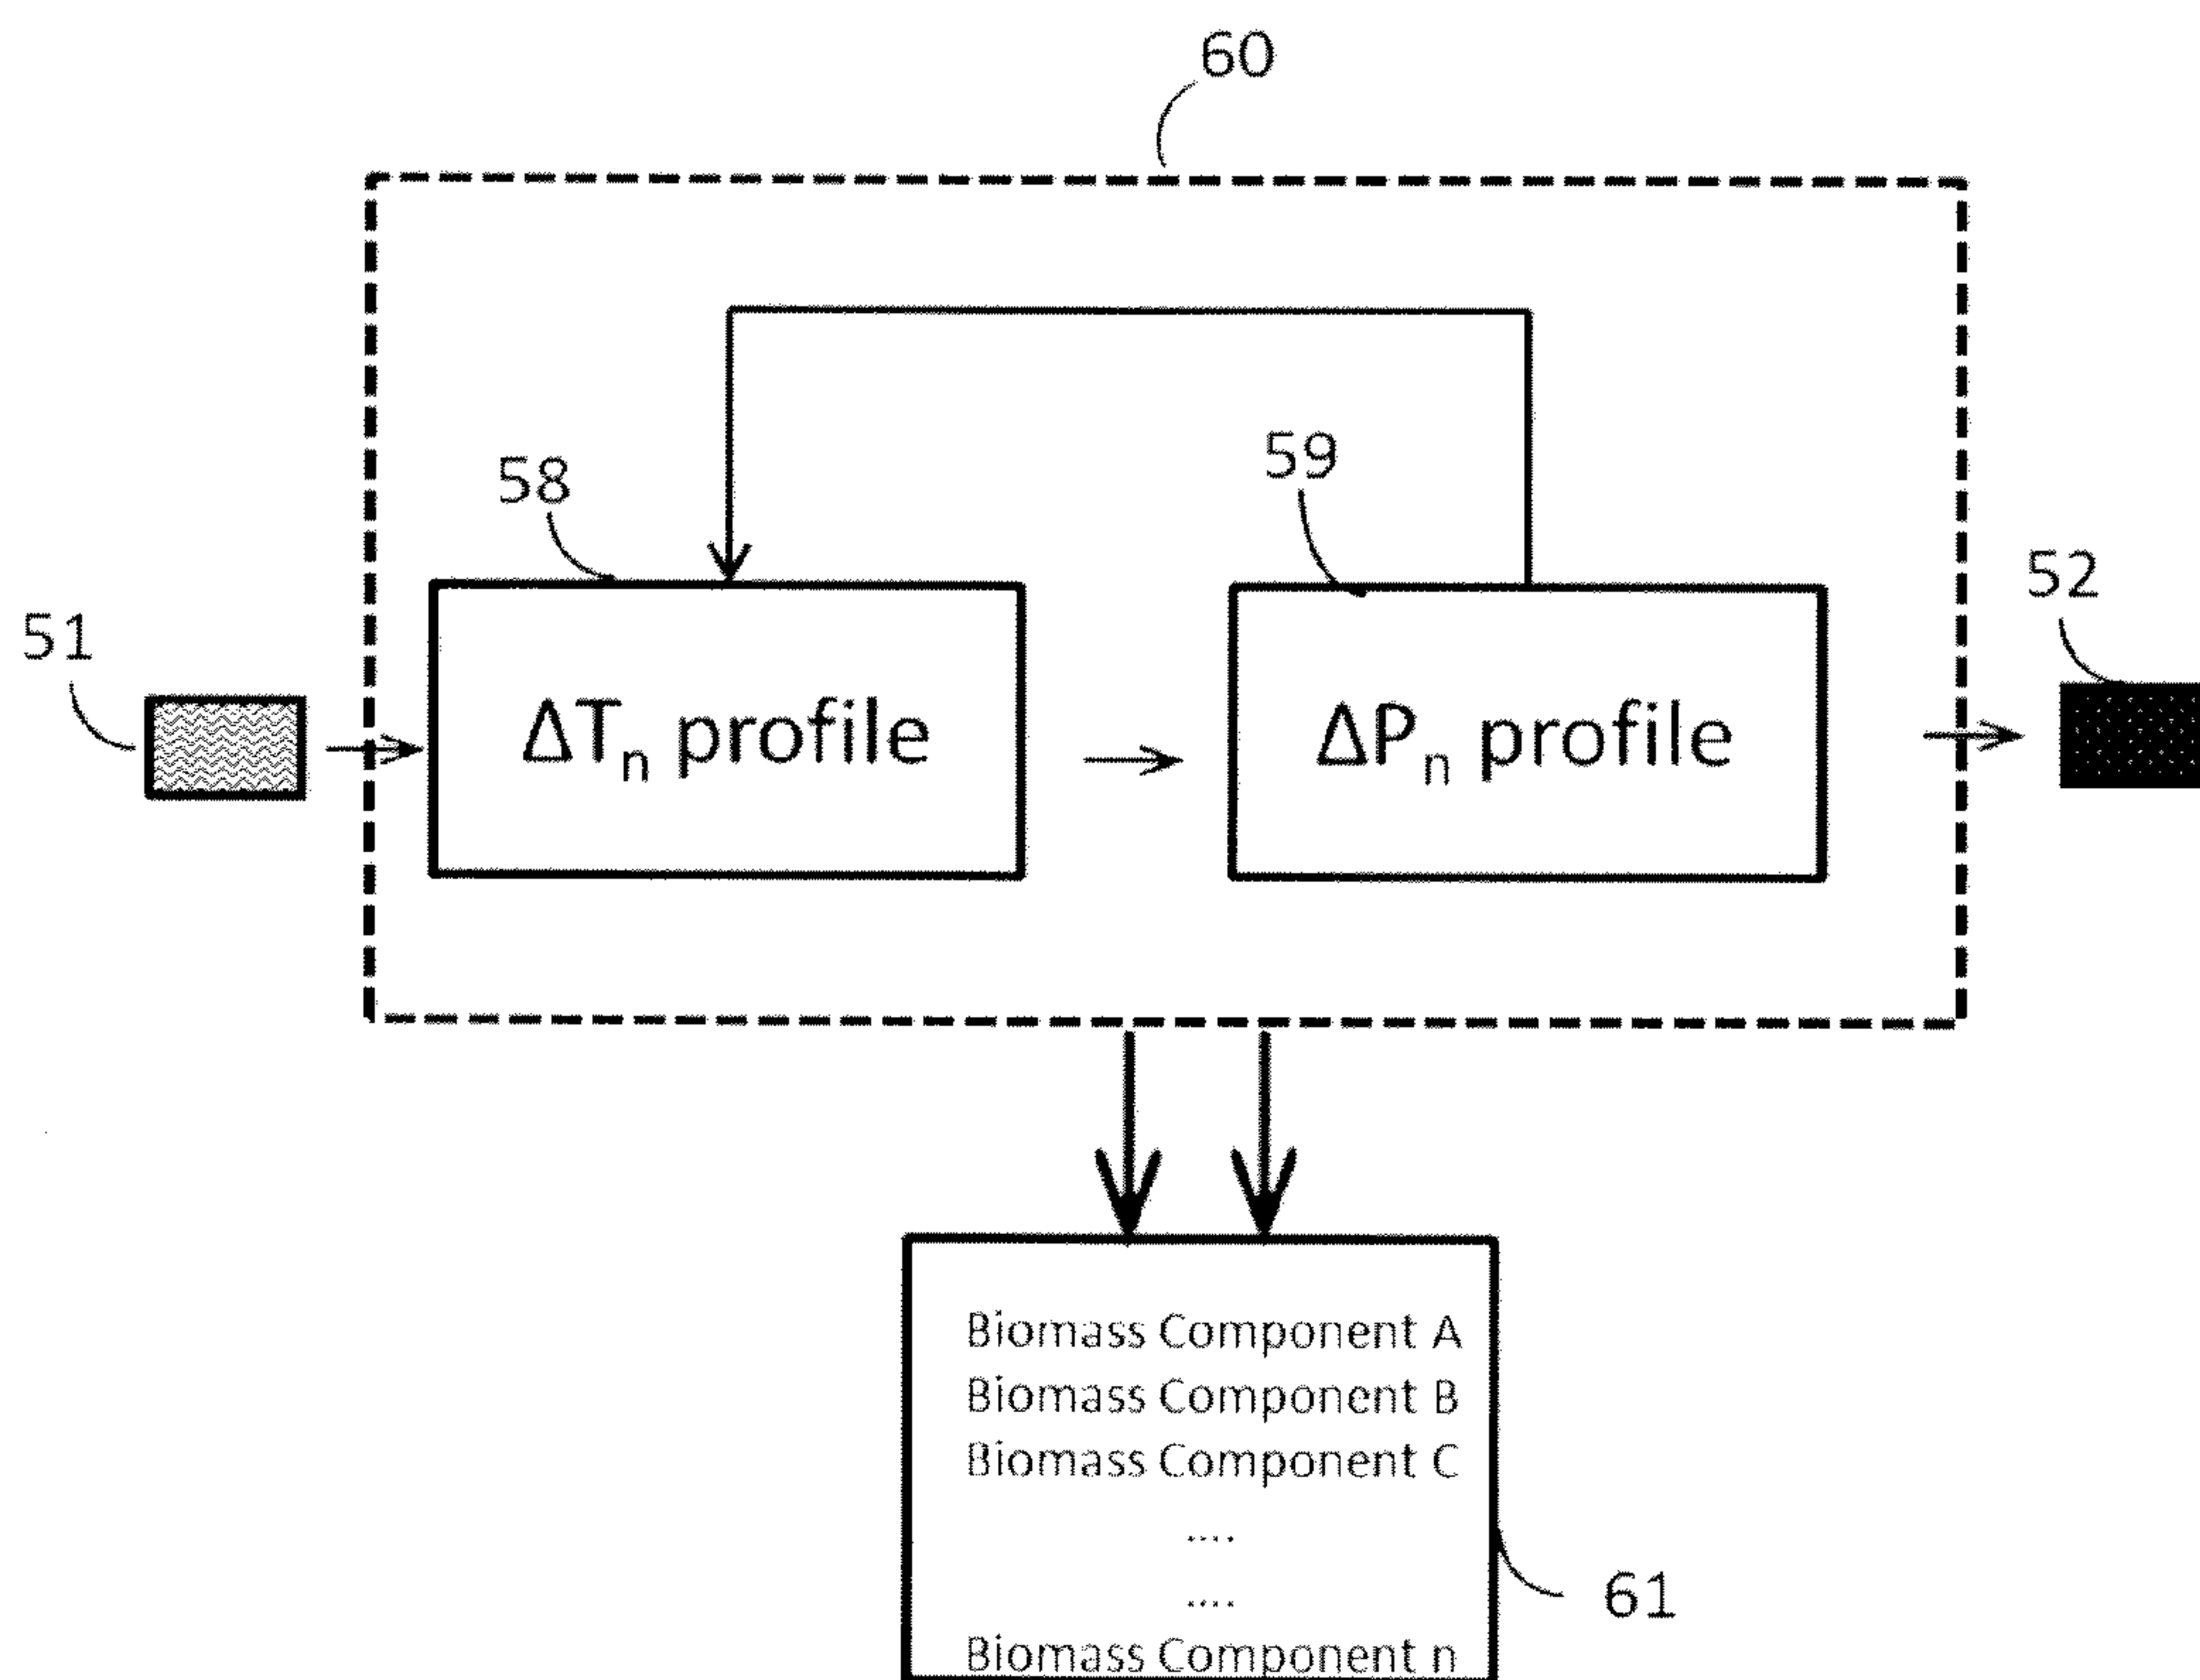 60
58
59
52
51
ΔTₙ profile
ΔPₙ profile
Biomass Component A
Biomass Component B
Biomass Component C
....
....
61
Biomass Component n